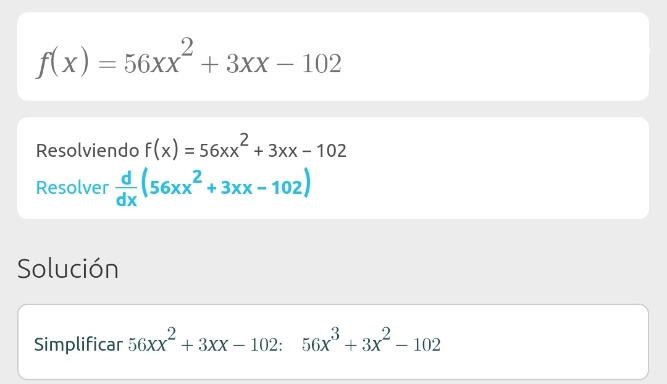 f(x) = 56xx² + 3xx − 102
Resolviendo f(x) = 56xx² + 3xx − 102
Resolver d/dx (56xx² + 3xx − 102)
Solución
Simplificar 56xx² + 3xx − 102: 56x³ + 3x² − 102